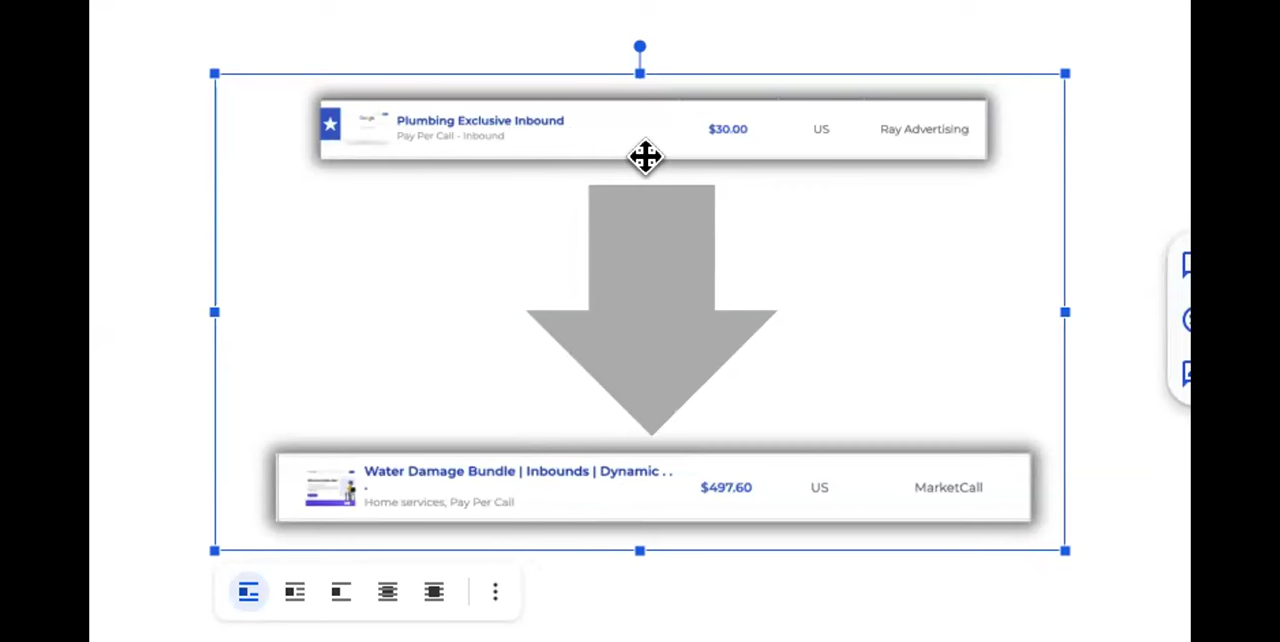 Plumbing Exclusive Inbound
Pay Per Call - Inbound
$30.00
US
Ray Advertising
Water Damage Bundle | Inbounds | Dynamic . .
.
Home services, Pay Per Call
$497.60
US
MarketCall